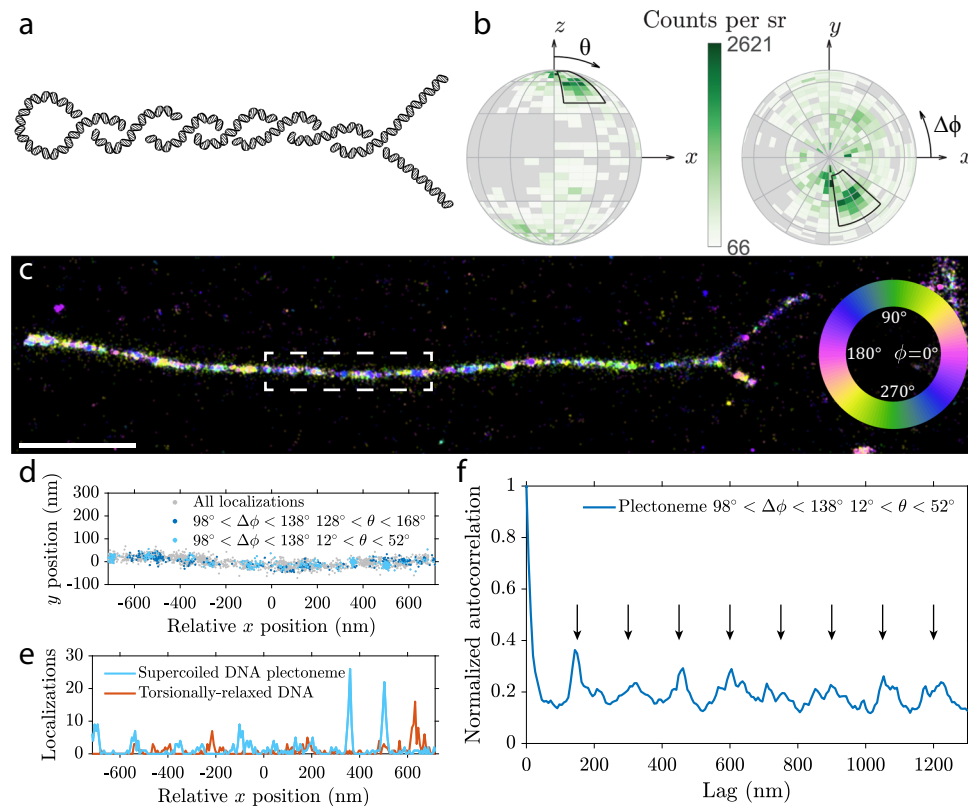 a
b
Counts per sr
2621
66
z
θ
x
y
Δϕ
x
c
90°
180° ϕ=0°
270°
d
300
200
100
0
-100
y position (nm)
All localizations
98° < Δϕ < 138° 128° < θ < 168°
98° < Δϕ < 138° 12° < θ < 52°
-600 -400 -200 0 200 400 600
Relative x position (nm)
e
30
20
10
0
Localizations
Supercoiled DNA plectoneme
Torsionally-relaxed DNA
-600 -400 -200 0 200 400 600
Relative x position (nm)
f
1
0.8
0.6
0.4
0.2
0
Normalized autocorrelation
Plectoneme 98° < Δϕ < 138° 12° < θ < 52°
0 200 400 600 800 1000 1200
Lag (nm)